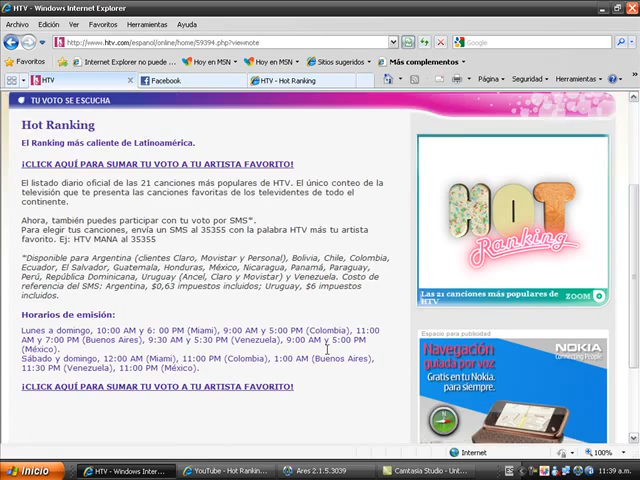 HTV - Windows Internet Explorer
http://www.htv.com/espanol/online/home/59394.php?view=note
Google
Archivo Edición Ver Favoritos Herramientas Ayuda
Favoritos Internet Explorer no puede ... Hoy en MSN Hoy en MSN Sitios sugeridos Más complementos
HTV Facebook HTV - Hot Ranking Página Seguridad Herramientas
TU VOTO SE ESCUCHA
Hot Ranking
El Ranking más caliente de Latinoamérica.
¡CLICK AQUÍ PARA SUMAR TU VOTO A TU ARTISTA FAVORITO!
El listado diario oficial de las 21 canciones más populares de HTV. El único conteo de la
televisión que te presenta las canciones favoritas de los televidentes de todo el
continente.
Ahora, también puedes participar con tu voto por SMS*.
Para elegir tus canciones, envía un SMS al 35355 con la palabra HTV más tu artista
favorito. Ej: HTV MANA al 35355
*Disponible para Argentina (clientes Claro, Movistar y Personal), Bolivia, Chile, Colombia,
Ecuador, El Salvador, Guatemala, Honduras, México, Nicaragua, Panamá, Paraguay,
Perú, República Dominicana, Uruguay (Ancel, Claro y Movistar) y Venezuela. Costo de
referencia del SMS: Argentina, $0,63 impuestos incluidos; Uruguay, $6 impuestos
incluidos.
Horarios de emisión:
Lunes a domingo, 10:00 AM y 6: 00 PM (Miami), 9:00 AM y 5:00 PM (Colombia), 11:00
AM y 7:00 PM (Buenos Aires), 9:30 AM y 5:30 PM (Venezuela), 9:00 AM y 5:00 PM
(México).
Sábado y domingo, 12:00 AM (Miami), 11:00 PM (Colombia), 1:00 AM (Buenos Aires),
11:30 PM (Venezuela), 11:00 PM (México).
¡CLICK AQUÍ PARA SUMAR TU VOTO A TU ARTISTA FAVORITO!
HOT
Ranking
Las 21 canciones más populares de
HTV
ZOOM
Espacio para publicidad
Navegación
guiada por voz
Gratis en tu Nokia.
para siempre.
NOKIA
Connecting People
Internet 100%
Inicio HTV - Windows Inter... YouTube - Hot Rankin... Ares 2.1.5.3039 Camtasia Studio - Unt... 11:39 a.m.